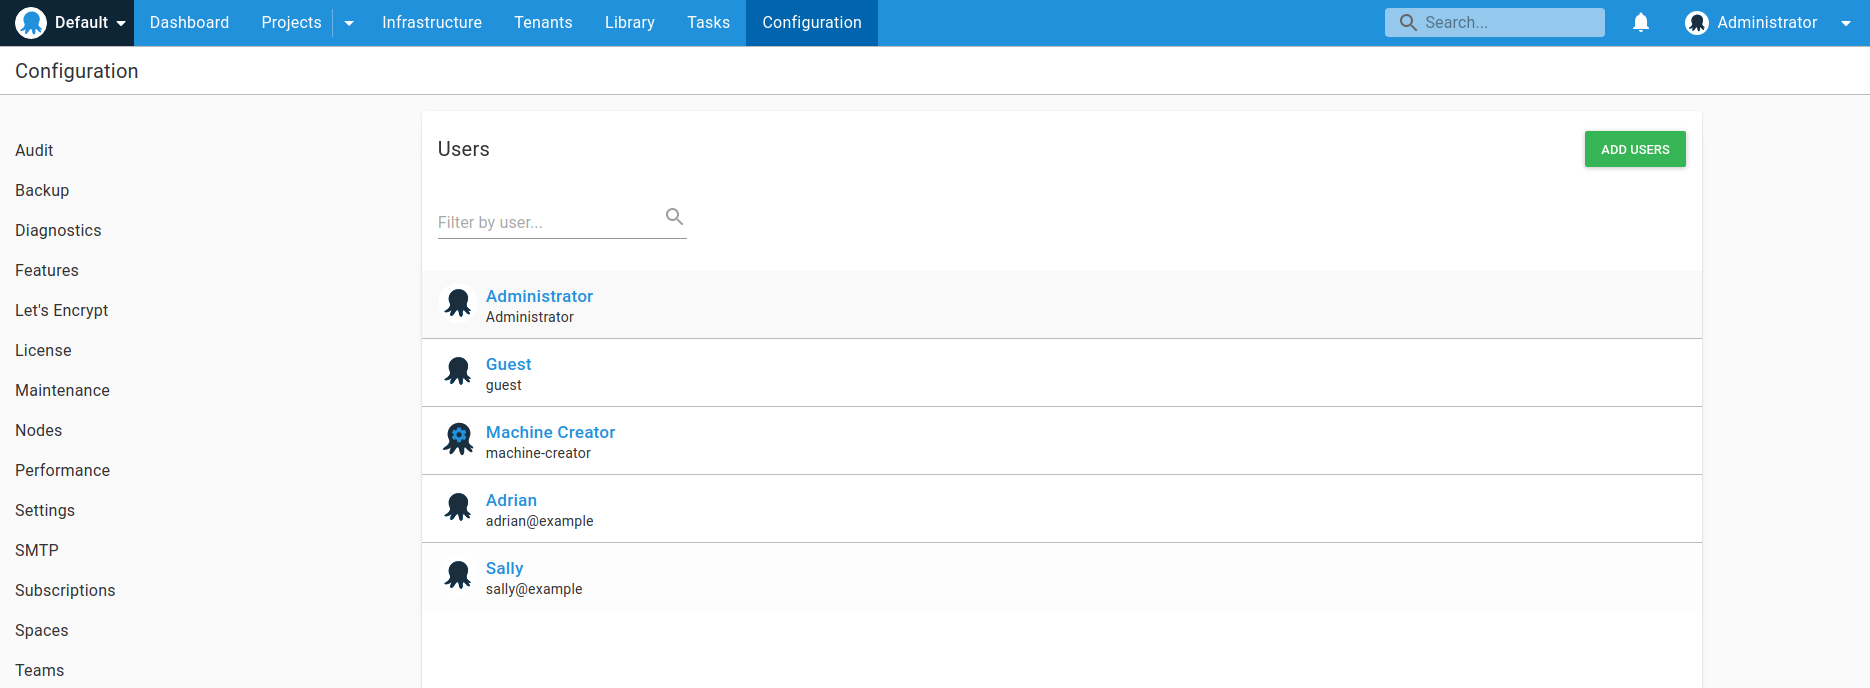 Default Dashboard Projects Infrastructure Tenants Library Tasks Configuration Search... Administrator
Configuration
Audit
Backup
Diagnostics
Features
Let's Encrypt
License
Maintenance
Nodes
Performance
Settings
SMTP
Subscriptions
Spaces
Teams
Users
ADD USERS
Filter by user...
Administrator
Administrator
Guest
guest
Machine Creator
machine-creator
Adrian
adrian@example
Sally
sally@example